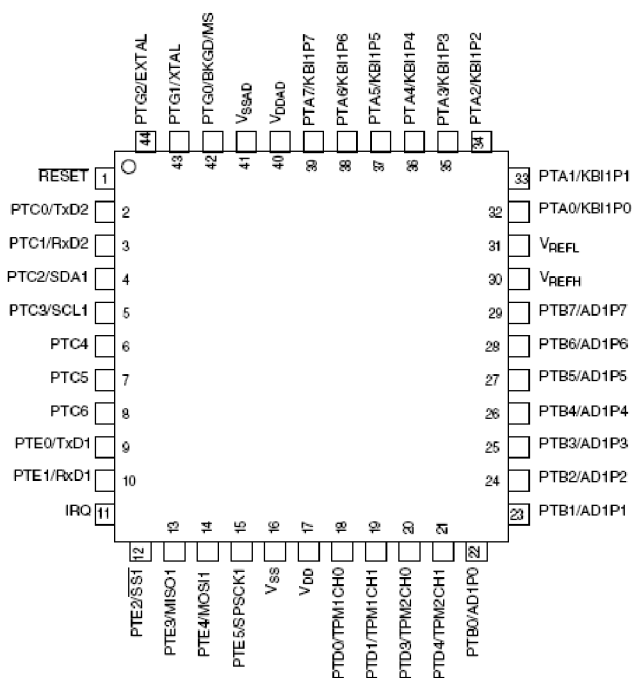 PTG2/EXTAL
PTG1/XTAL
PTG0/BKGD/MS
VSSAD
VDDAD
PTA7/KBI1P7
PTA6/KBI1P6
PTA5/KBI1P5
PTA4/KBI1P4
PTA3/KBI1P3
PTA2/KBI1P2
44
43
42
41
40
39
38
37
36
35
34
RESET 1
PTC0/TxD2 2
PTC1/RxD2 3
PTC2/SDA1 4
PTC3/SCL1 5
PTC4 6
PTC5 7
PTC6 8
PTE0/TxD1 9
PTE1/RxD1 10
IRQ 11
33 PTA1/KBI1P1
32 PTA0/KBI1P0
31 VREFL
30 VREFH
29 PTB7/AD1P7
28 PTB6/AD1P6
27 PTB5/AD1P5
26 PTB4/AD1P4
25 PTB3/AD1P3
24 PTB2/AD1P2
23 PTB1/AD1P1
12
13
14
15
16
17
18
19
20
21
22
PTE2/SS1
PTE3/MISO1
PTE4/MOSI1
PTE5/SPSCK1
VSS
VDD
PTD0/TPM1CH0
PTD1/TPM1CH1
PTD3/TPM2CH0
PTD4/TPM2CH1
PTB0/AD1P0